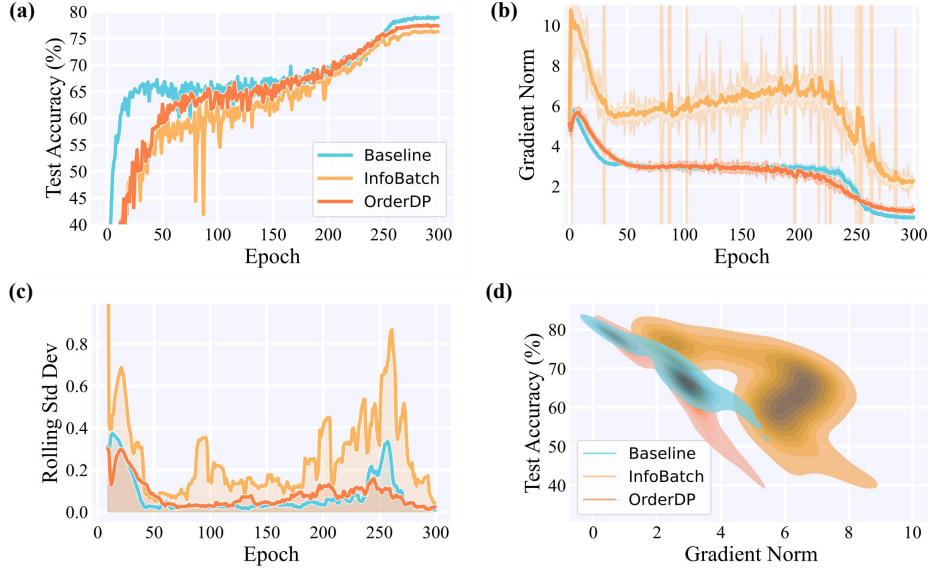 (a)
Test Accuracy (%)
80
75
70
65
60
55
50
45
40
Baseline
InfoBatch
OrderDP
0
50
100
150
200
250
300
Epoch
(b)
Gradient Norm
10
8
6
4
2
0
50
100
150
200
250
300
Epoch
(c)
Rolling Std Dev
0.8
0.6
0.4
0.2
0.0
0
50
100
150
200
250
300
Epoch
(d)
Test Accuracy (%)
80
70
60
50
40
Baseline
InfoBatch
OrderDP
0
2
4
6
8
10
Gradient Norm